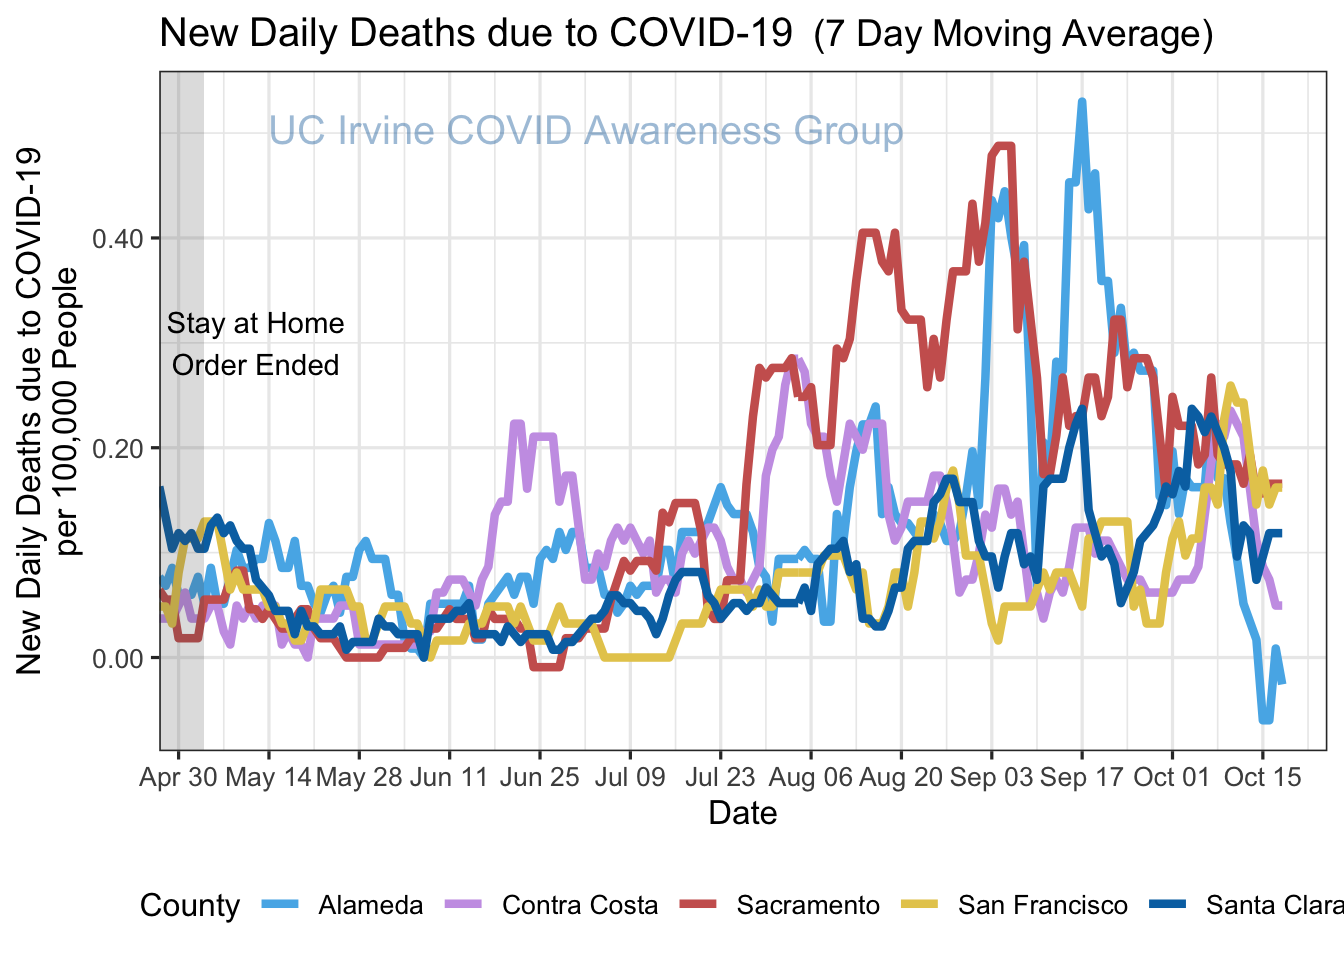 New Daily Deaths due to COVID-19 (7 Day Moving Average)
UC Irvine COVID Awareness Group
New Daily Deaths due to COVID-19
per 100,000 People
0.40
0.20
0.00
Stay at Home
Order Ended
Apr 30 May 14 May 28 Jun 11 Jun 25 Jul 09 Jul 23 Aug 06 Aug 20 Sep 03 Sep 17 Oct 01 Oct 15
Date
County Alameda Contra Costa Sacramento San Francisco Santa Clara